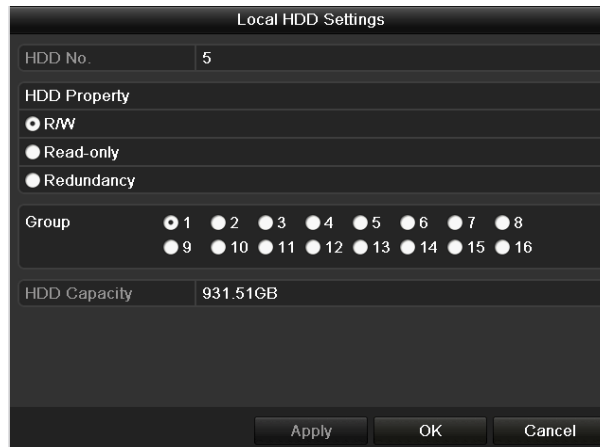 Local HDD Settings
HDD No. 5
HDD Property
R/W
Read-only
Redundancy
Group 1 2 3 4 5 6 7 8
9 10 11 12 13 14 15 16
HDD Capacity 931.51GB
Apply OK Cancel